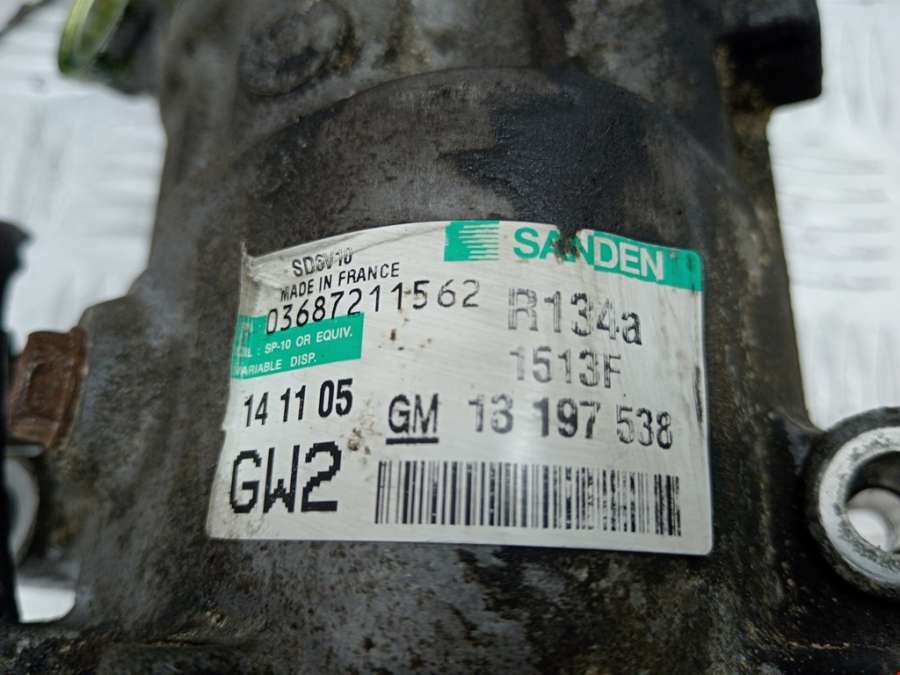 SANDEN
SD6V10
MADE IN FRANCE
03687211562
R134a
: SP-10 OR EQUIV.
VARIABLE DISP.
1513F
14 11 05
GM 13 197 538
GW2